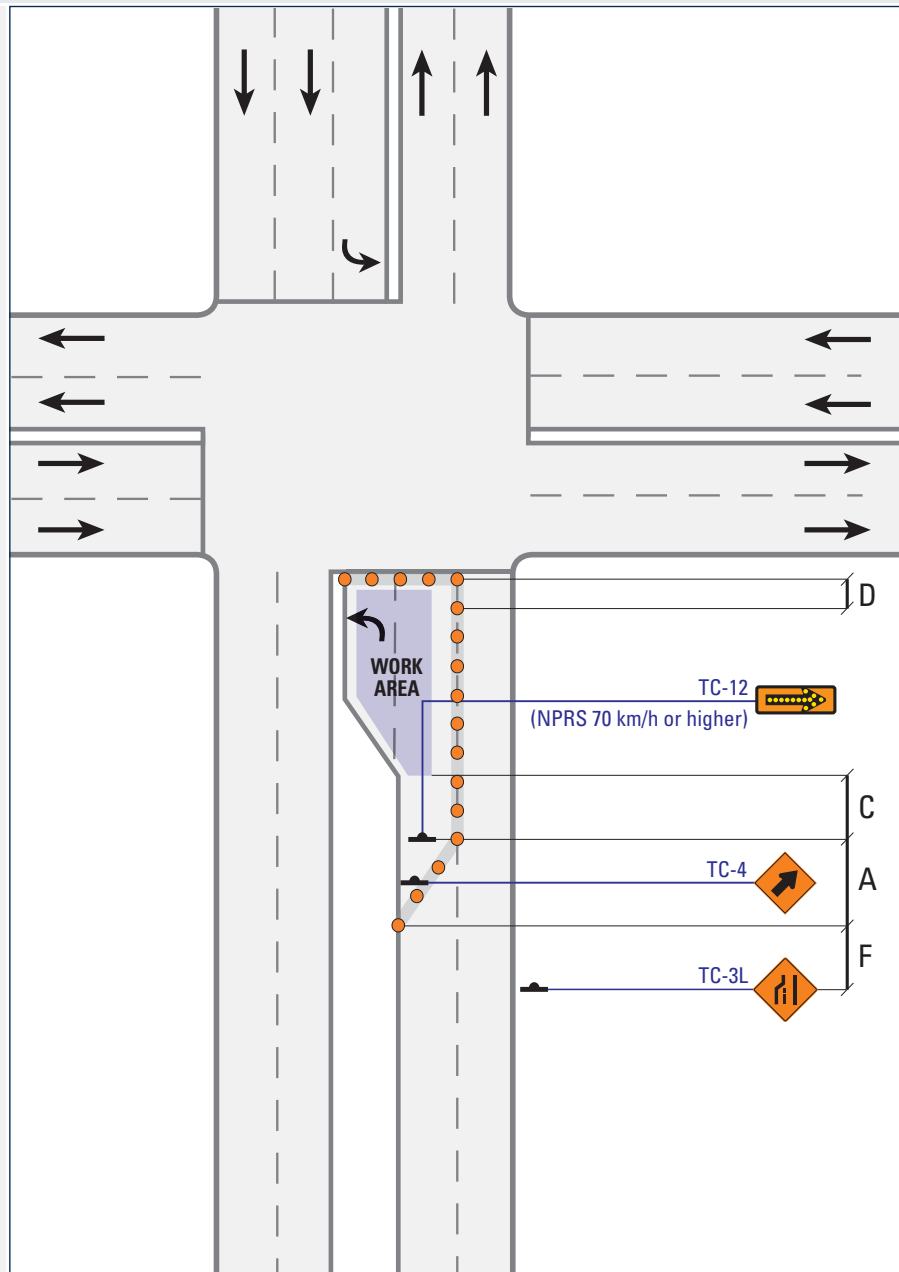 D
WORK
AREA
TC-12
(NPRS 70 km/h or higher)
C
TC-4
A
F
TC-3L